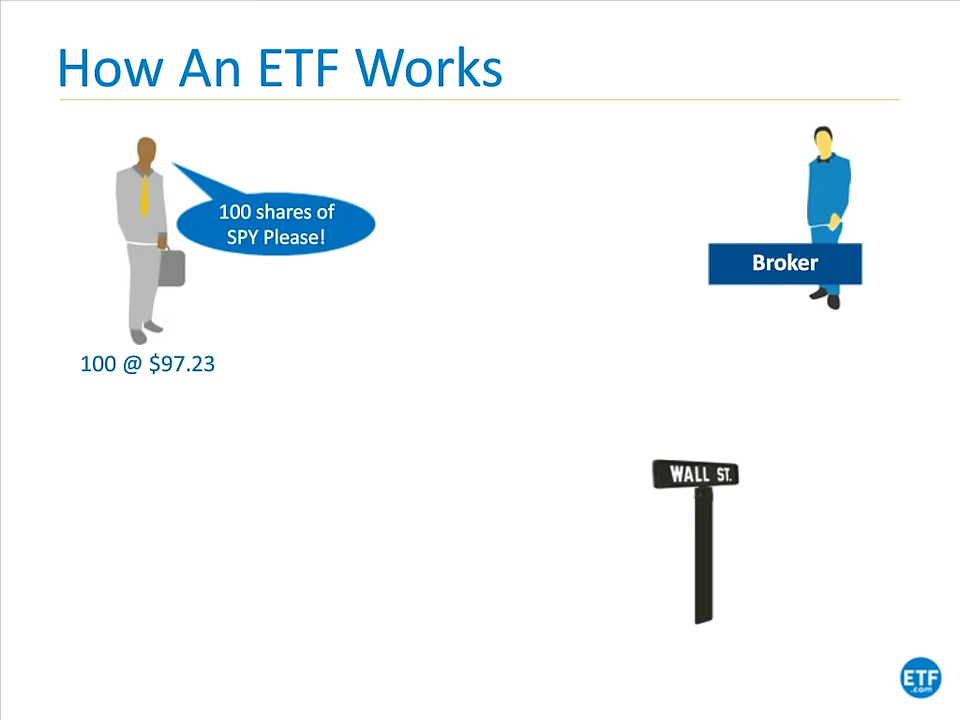 How An ETF Works
100 shares of
SPY Please!
Broker
100 @ $97.23
WALL ST.
ETF
.com